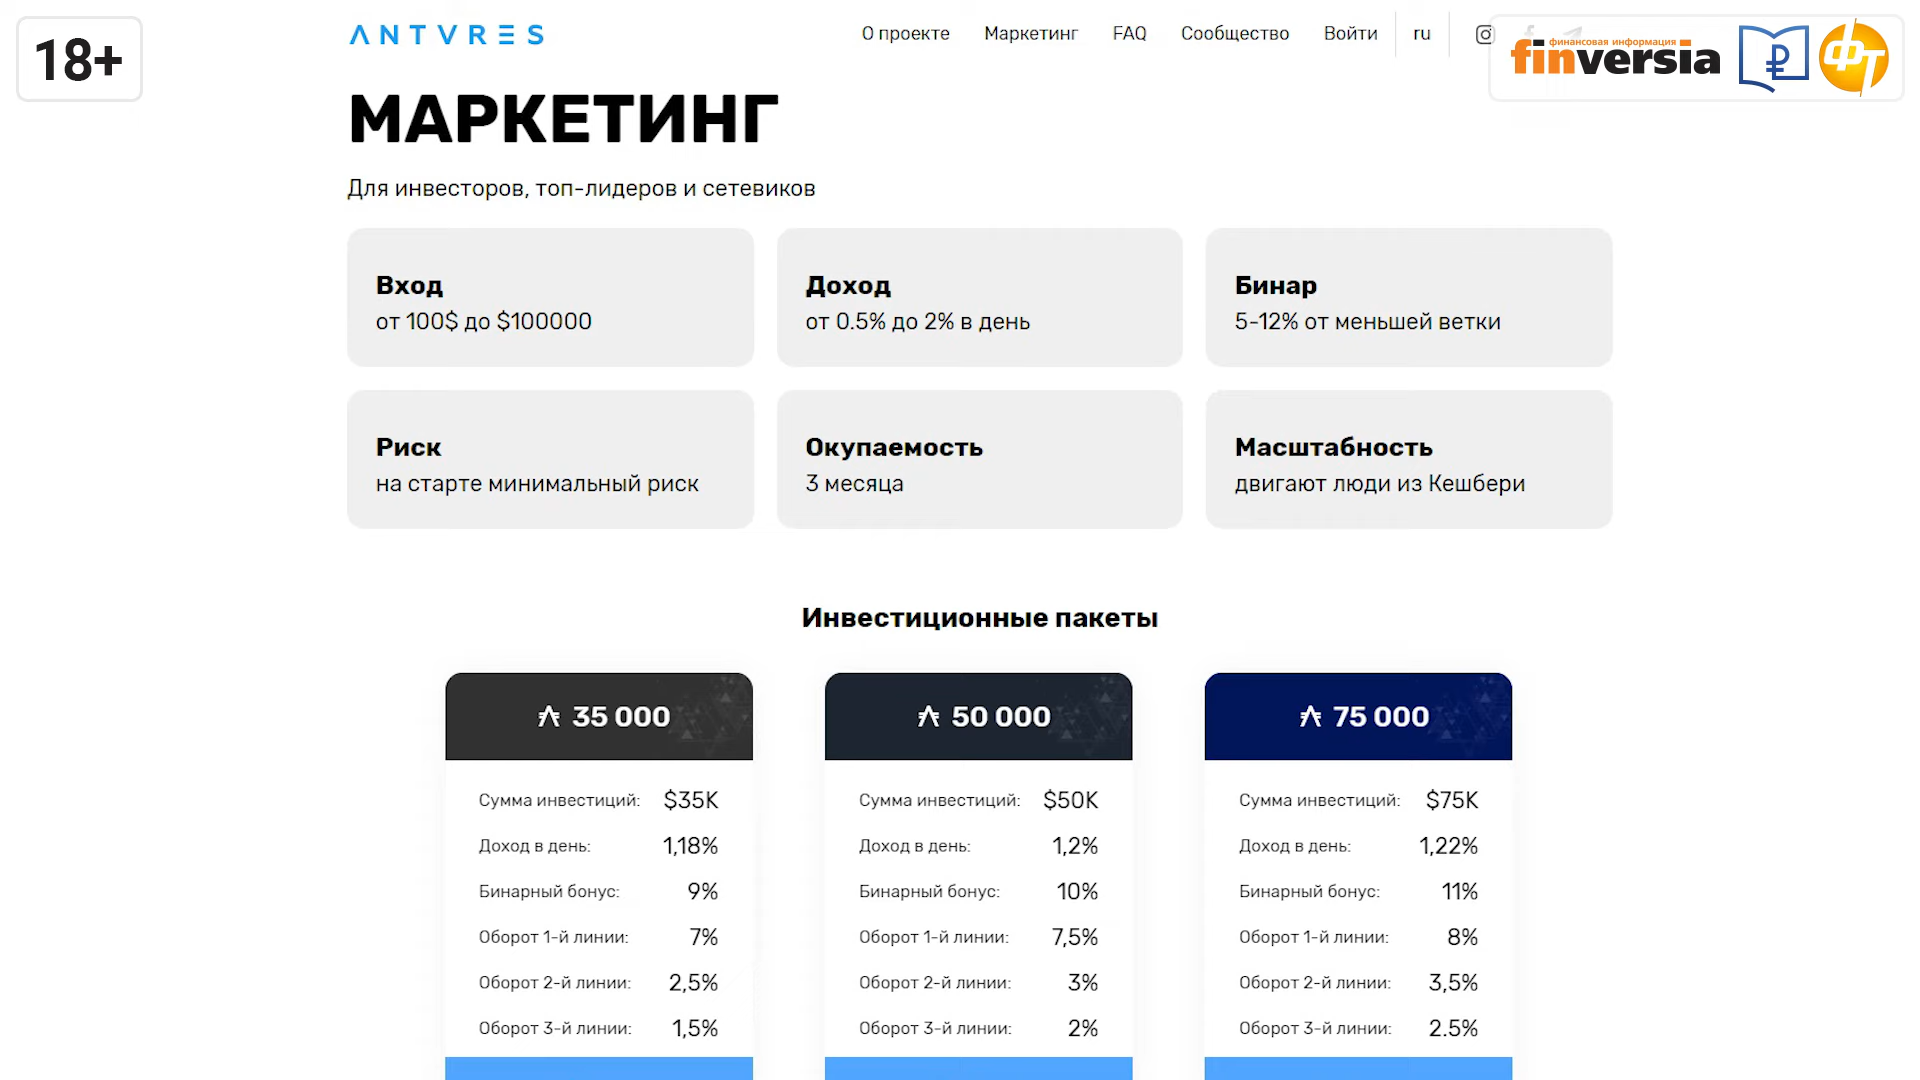 18+
ANTARES
О проекте
Маркетинг
FAQ
Сообщество
Войти
ru
финансовая информация
finversia
ФТ
МАРКЕТИНГ
Для инвесторов, топ-лидеров и сетевиков
Вход
от 100$ до $100000
Доход
от 0.5% до 2% в день
Бинар
5-12% от меньшей ветки
Риск
на старте минимальный риск
Окупаемость
3 месяца
Масштабность
двигают люди из Кешбери
Инвестиционные пакеты
35 000
Сумма инвестиций: $35K
Доход в день: 1,18%
Бинарный бонус: 9%
Оборот 1-й линии: 7%
Оборот 2-й линии: 2,5%
Оборот 3-й линии: 1,5%
50 000
Сумма инвестиций: $50K
Доход в день: 1,2%
Бинарный бонус: 10%
Оборот 1-й линии: 7,5%
Оборот 2-й линии: 3%
Оборот 3-й линии: 2%
75 000
Сумма инвестиций: $75K
Доход в день: 1,22%
Бинарный бонус: 11%
Оборот 1-й линии: 8%
Оборот 2-й линии: 3,5%
Оборот 3-й линии: 2.5%